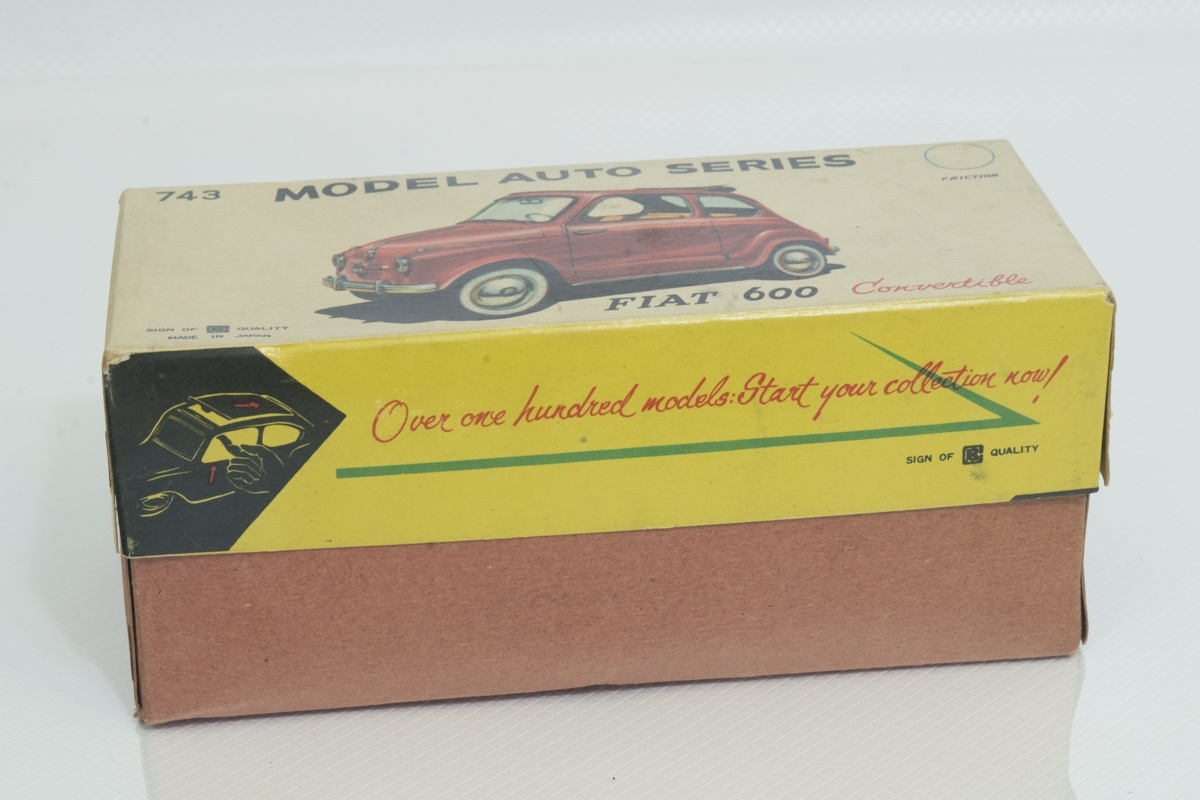 743 MODEL AUTO SERIES
FRICTION
FIAT 600 Convertible
SIGN OF QUALITY
MADE IN JAPAN
Over one hundred models: Start your collection now!
SIGN OF QUALITY